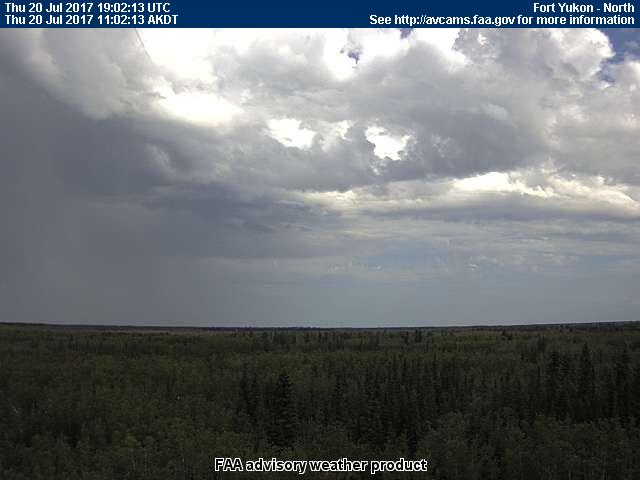 Thu 20 Jul 2017 19:02:13 UTC
Fort Yukon - North
Thu 20 Jul 2017 11:02:13 AKDT
See http://avcams.faa.gov for more information
FAA advisory weather product